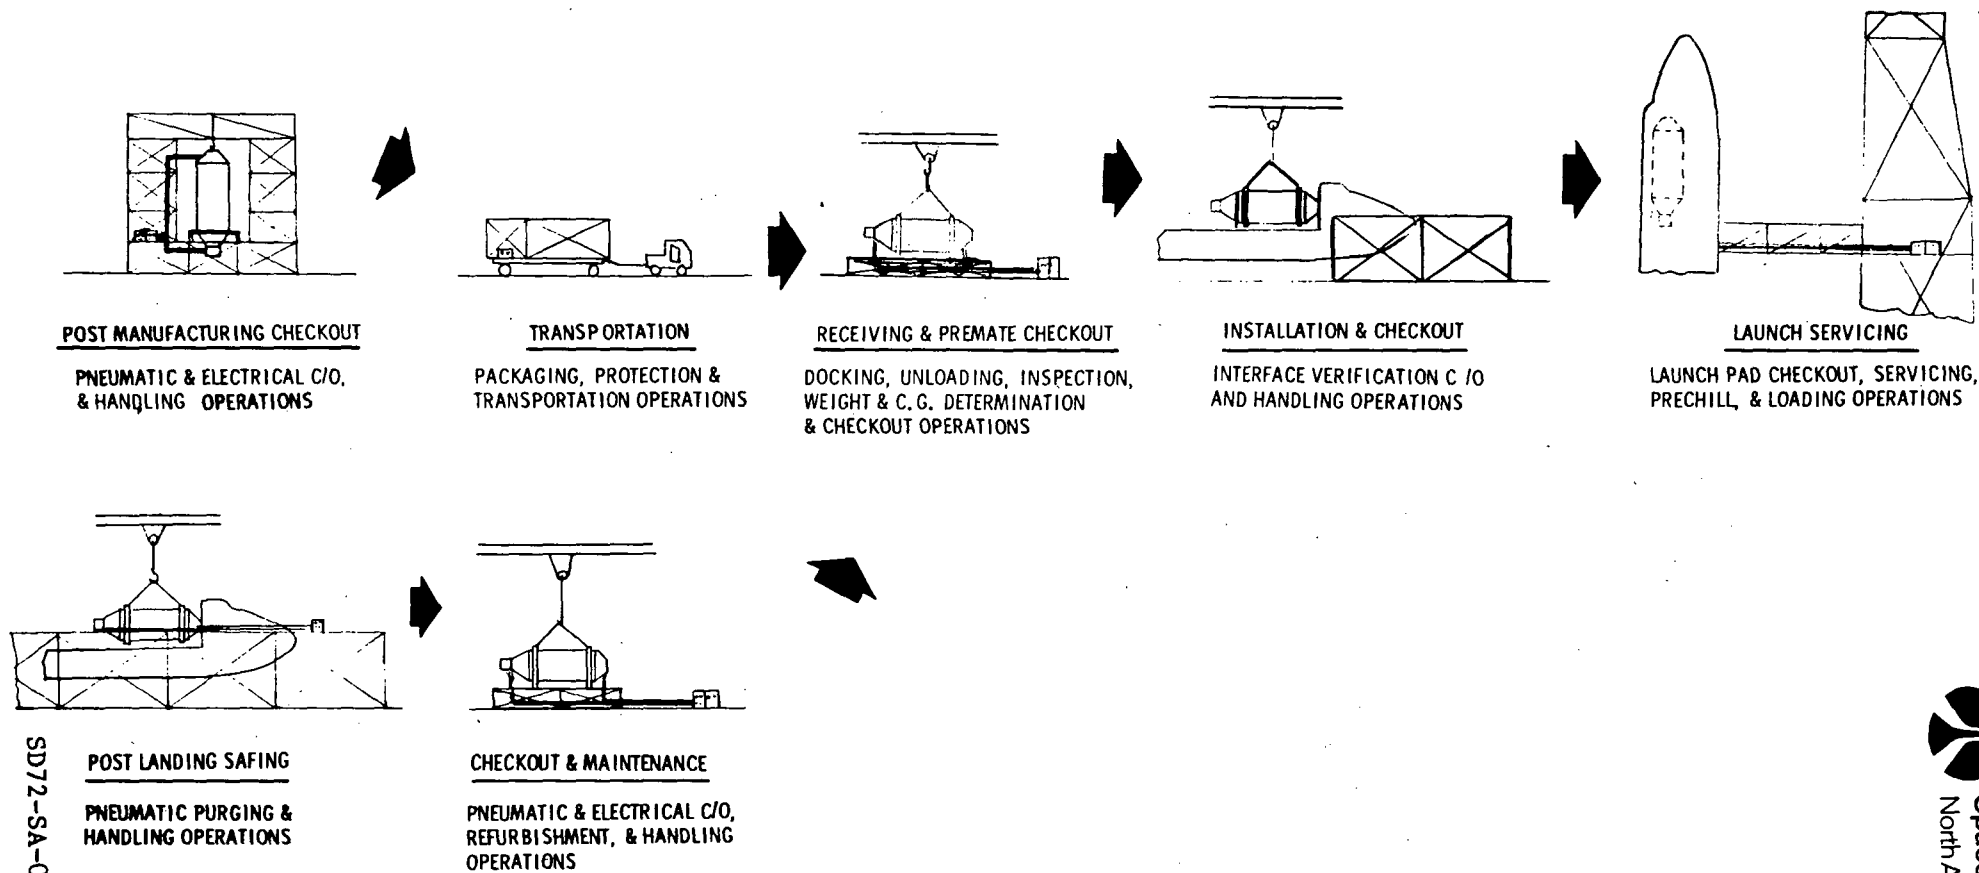 POST MANUFACTURING CHECKOUT
PNEUMATIC & ELECTRICAL C/O,
& HANDLING OPERATIONS
TRANSPORTATION
PACKAGING, PROTECTION &
TRANSPORTATION OPERATIONS
RECEIVING & PREMATE CHECKOUT
DOCKING, UNLOADING, INSPECTION,
WEIGHT & C.G. DETERMINATION
& CHECKOUT OPERATIONS
INSTALLATION & CHECKOUT
INTERFACE VERIFICATION C/O
AND HANDLING OPERATIONS
LAUNCH SERVICING
LAUNCH PAD CHECKOUT, SERVICING,
PRECHILL, & LOADING OPERATIONS
POST LANDING SAFING
PNEUMATIC PURGING &
HANDLING OPERATIONS
CHECKOUT & MAINTENANCE
PNEUMATIC & ELECTRICAL C/O,
REFURBISHMENT, & HANDLING
OPERATIONS
SD72-SA-0
North A